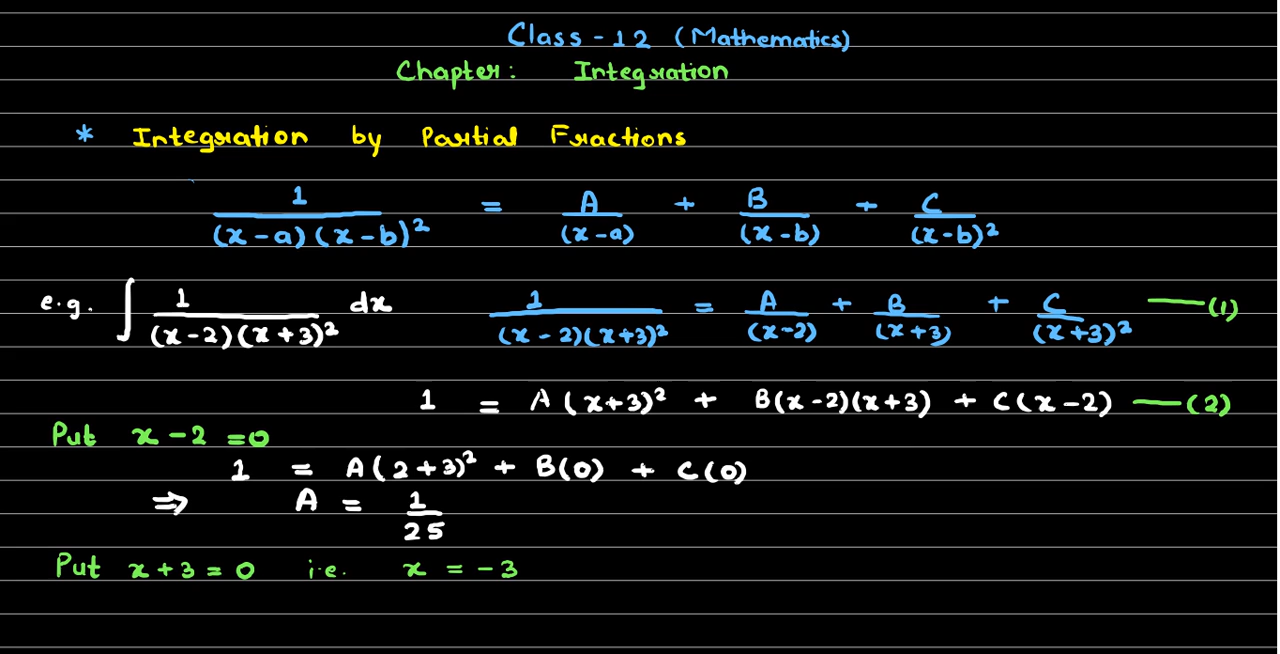 Class - 12 (Mathematics)
Chapter: Integration
* Integration by Partial Fractions
1/((x-a)(x-b)²) = A/(x-a) + B/(x-b) + C/(x-b)²
e.g. ∫ 1/((x-2)(x+3)²) dx 1/((x-2)(x+3)²) = A/(x-2) + B/(x+3) + C/(x+3)² —(1)
1 = A(x+3)² + B(x-2)(x+3) + C(x-2) —(2)
Put x-2=0
1 = A(2+3)² + B(0) + C(0)
⇒ A = 1/25
Put x+3=0 i.e. x = -3